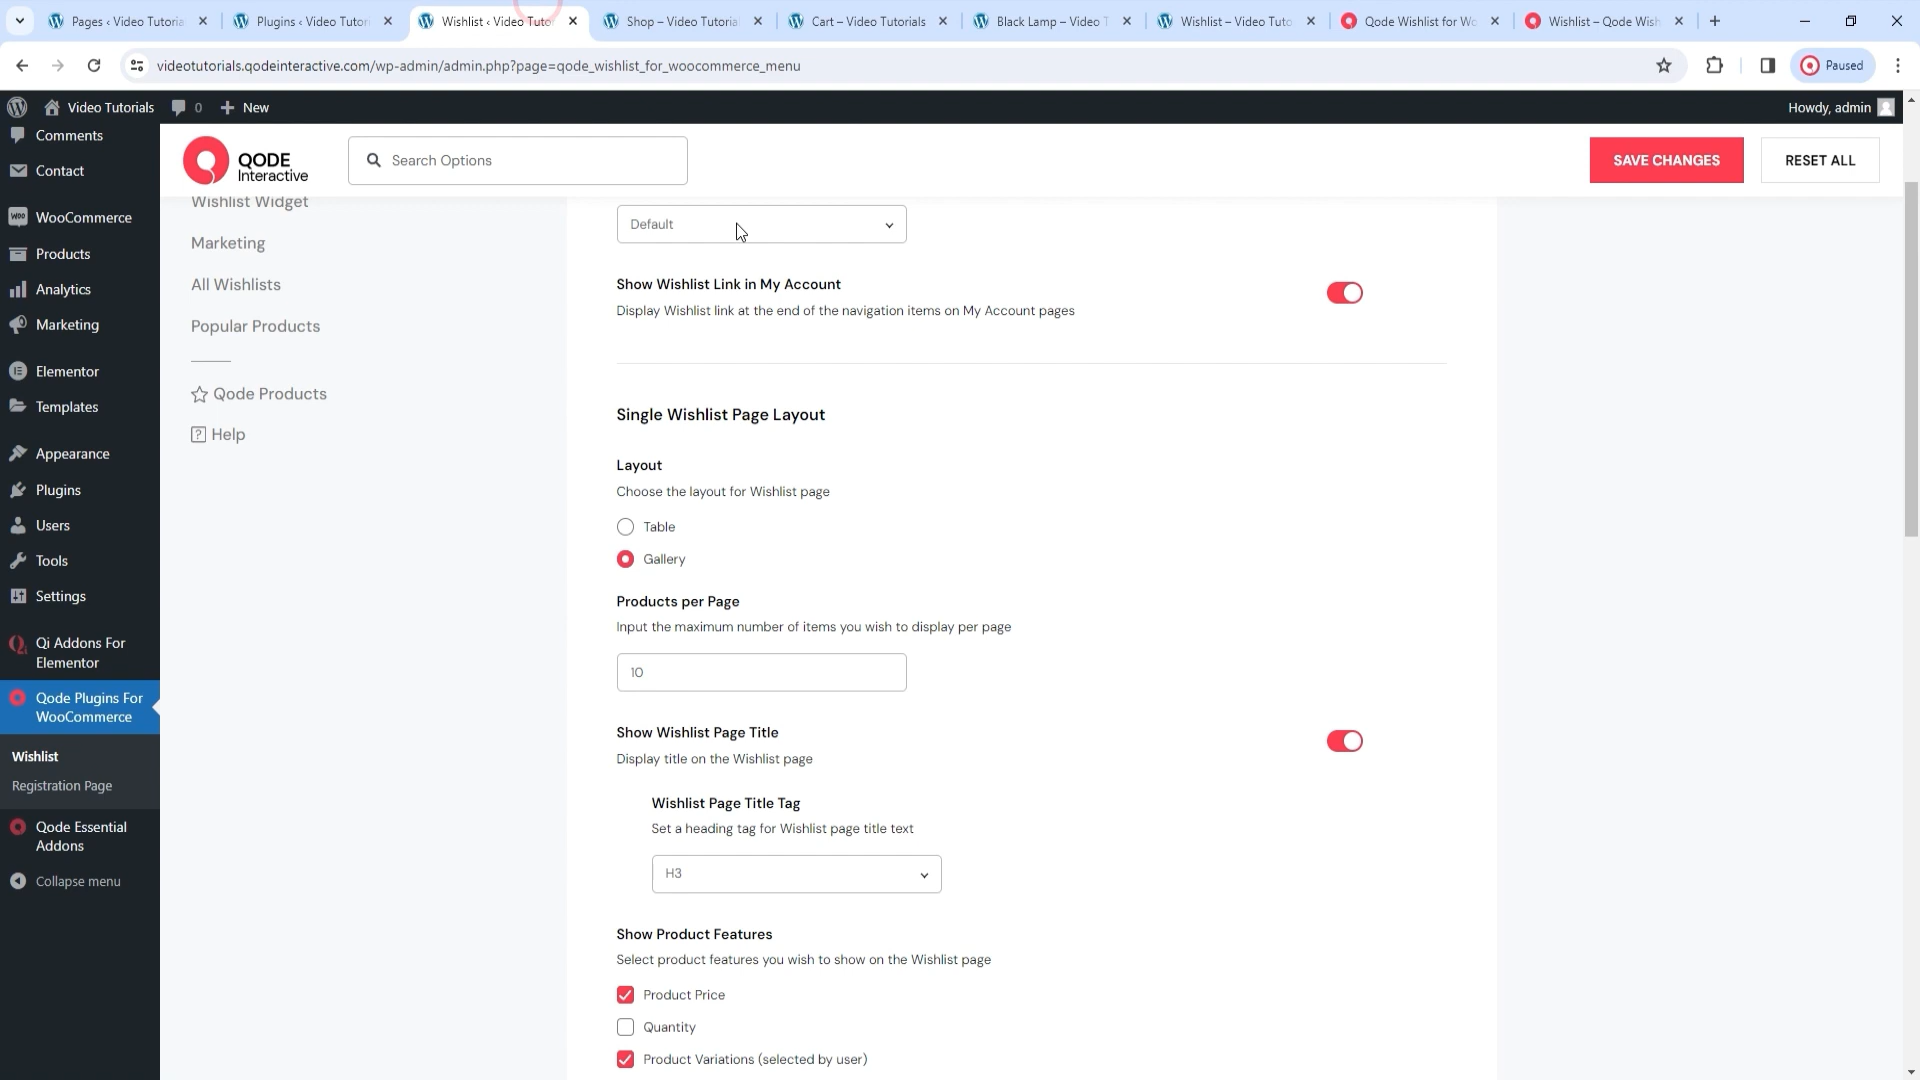 Pages ‹ Video Tutoria
Plugins ‹ Video Tutori
Wishlist ‹ Video Tuto
Shop – Video Tutorial
Cart – Video Tutorials
Black Lamp – Video T
Wishlist – Video Tuto
Qode Wishlist for Wo
Wishlist – Qode Wish
videotutorials.qodeinteractive.com/wp-admin/admin.php?page=qode_wishlist_for_woocommerce_menu
Paused
Video Tutorials
0
New
Howdy, admin
Comments
Contact
WooCommerce
Products
Analytics
Marketing
Elementor
Templates
Appearance
Plugins
Users
Tools
Settings
Qi Addons For
Elementor
Qode Plugins For
WooCommerce
Wishlist
Registration Page
Qode Essential
Addons
Collapse menu
QODE
Interactive
Search Options
SAVE CHANGES
RESET ALL
Wishlist Widget
Marketing
All Wishlists
Popular Products
Qode Products
Help
Default
Show Wishlist Link in My Account
Display Wishlist link at the end of the navigation items on My Account pages
Single Wishlist Page Layout
Layout
Choose the layout for Wishlist page
Table
Gallery
Products per Page
Input the maximum number of items you wish to display per page
10
Show Wishlist Page Title
Display title on the Wishlist page
Wishlist Page Title Tag
Set a heading tag for Wishlist page title text
H3
Show Product Features
Select product features you wish to show on the Wishlist page
Product Price
Quantity
Product Variations (selected by user)